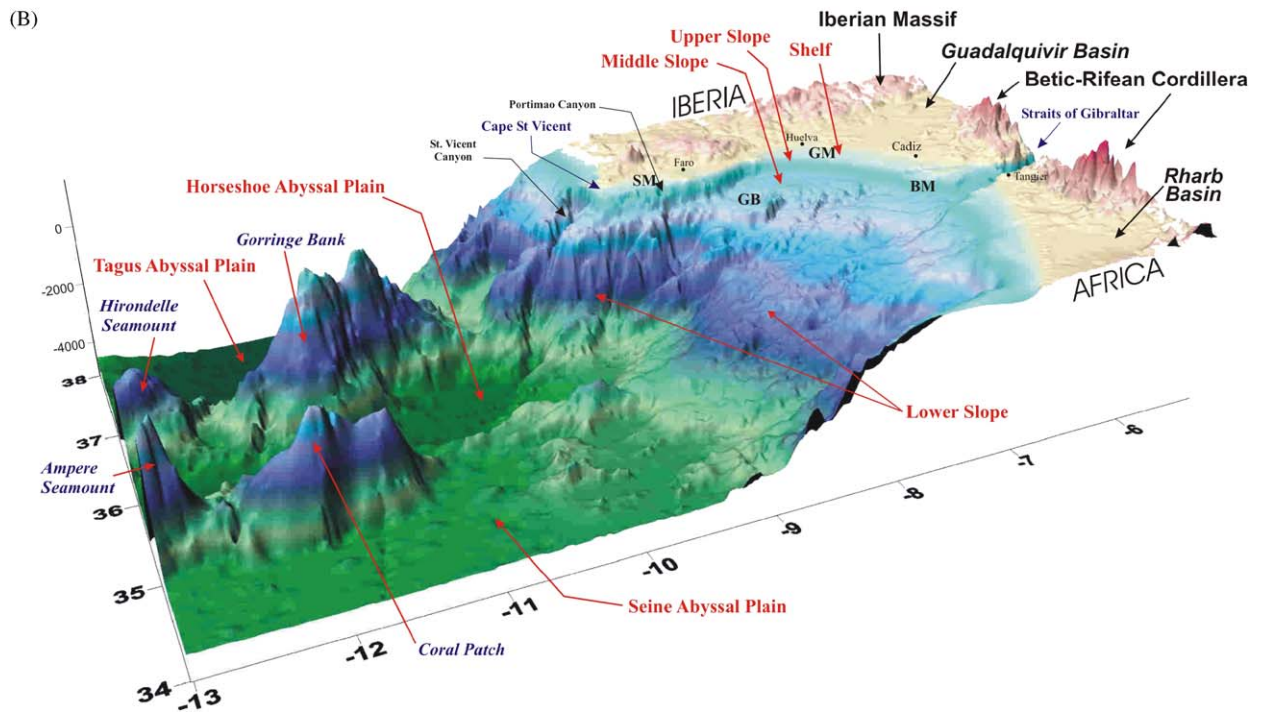 (B)
Iberian Massif
Upper Slope
Shelf
Guadalquivir Basin
Middle Slope
Betic-Rifean Cordillera
IBERIA
Portimao Canyon
Straits of Gibraltar
Cape St Vicent
Huelva
St. Vicent
Canyon
GM
Cadiz
Faro
Tangier
SM
Rharb
Basin
Horseshoe Abyssal Plain
BM
GB
0
Gorringe Bank
Tagus Abyssal Plain
AFRICA
-2000
Hirondelle
Seamount
-4000
38
Lower Slope
37
-6
Ampere
Seamount
-7
36
-8
-9
-10
35
-11
Seine Abyssal Plain
-12
Coral Patch
34
-13